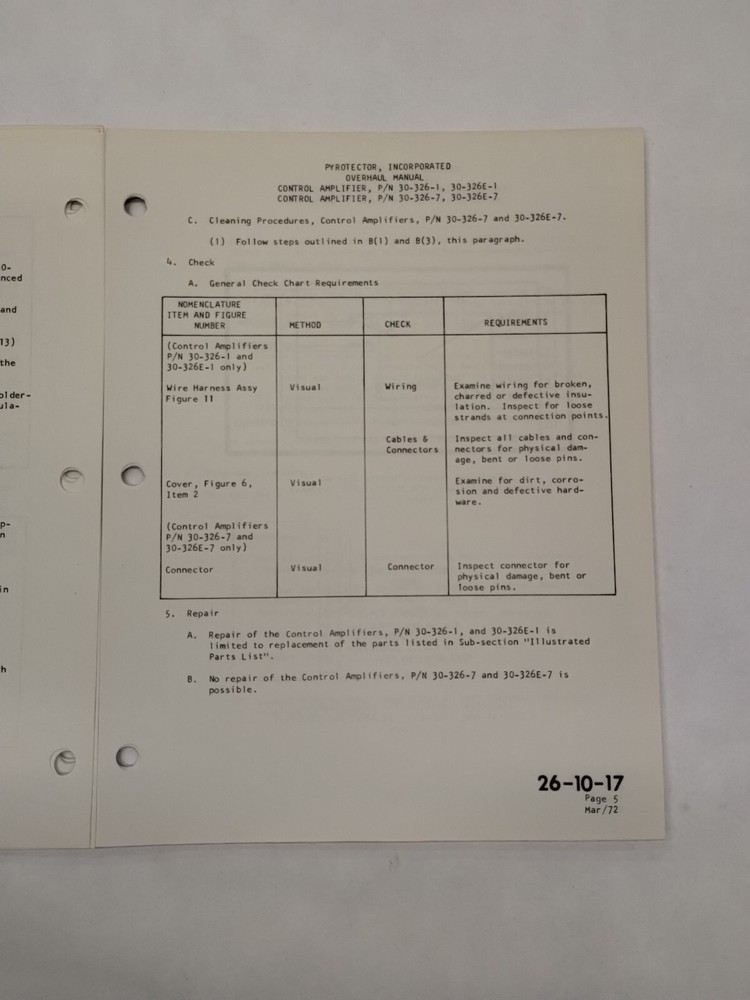 0-
nced
and
13)
the
older-
ula-
p-
n
in
h
PYROTECTOR, INCORPORATED
OVERHAUL MANUAL
CONTROL AMPLIFIER, P/N 30-326-1, 30-326E-1
CONTROL AMPLIFIER, P/N 30-326-7, 30-326E-7
C. Cleaning Procedures, Control Amplifiers, P/N 30-326-7 and 30-326E-7.
(1) Follow steps outlined in B(1) and B(3), this paragraph.
4. Check
A. General Check Chart Requirements
NOMENCLATURE
ITEM AND FIGURE
NUMBER
METHOD
CHECK
REQUIREMENTS
(Control Amplifiers
P/N 30-326-1 and
30-326E-1 only)
Wire Harness Assy
Figure 11
Visual
Wiring
Examine wiring for broken,
charred or defective insu-
lation. Inspect for loose
strands at connection points.
Cables &
Connectors
Inspect all cables and con-
nectors for physical dam-
age, bent or loose pins.
Cover, Figure 6,
Item 2
Visual
Examine for dirt, corro-
sion and defective hard-
ware.
(Control Amplifiers
P/N 30-326-7 and
30-326E-7 only)
Connector
Visual
Connector
Inspect connector for
physical damage, bent or
loose pins.
5. Repair
A. Repair of the Control Amplifiers, P/N 30-326-1, and 30-326E-1 is
limited to replacement of the parts listed in Sub-section "Illustrated
Parts List".
B. No repair of the Control Amplifiers, P/N 30-326-7 and 30-326E-7 is
possible.
26-10-17
Page 5
Mar/72